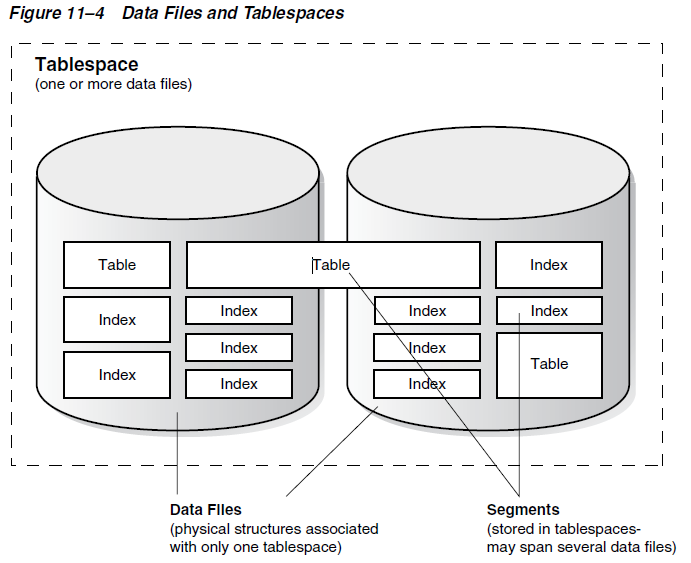 Figure 11–4 Data Files and Tablespaces
Tablespace
(one or more data files)
Table
Table
Index
Index
Index
Index
Index
Index
Index
Index
Index
Index
Index
Table
Data FIles
(physical structures associated
with only one tablespace)
Segments
(stored in tablespaces-
may span several data files)